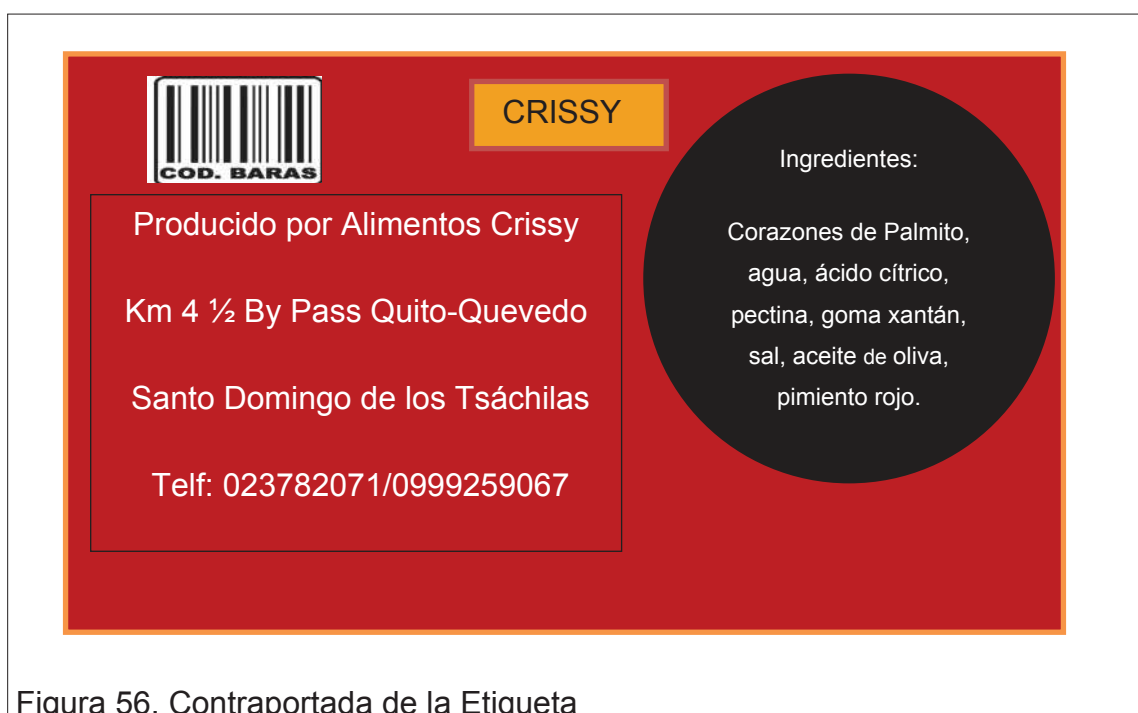 COD. BARAS
CRISSY
Producido por Alimentos Crissy
Km 4 ½ By Pass Quito-Quevedo
Santo Domingo de los Tsáchilas
Telf: 023782071/0999259067
Ingredientes:
Corazones de Palmito,
agua, ácido cítrico,
pectina, goma xantán,
sal, aceite de oliva,
pimiento rojo.
Figura 56. Contraportada de la Etiqueta